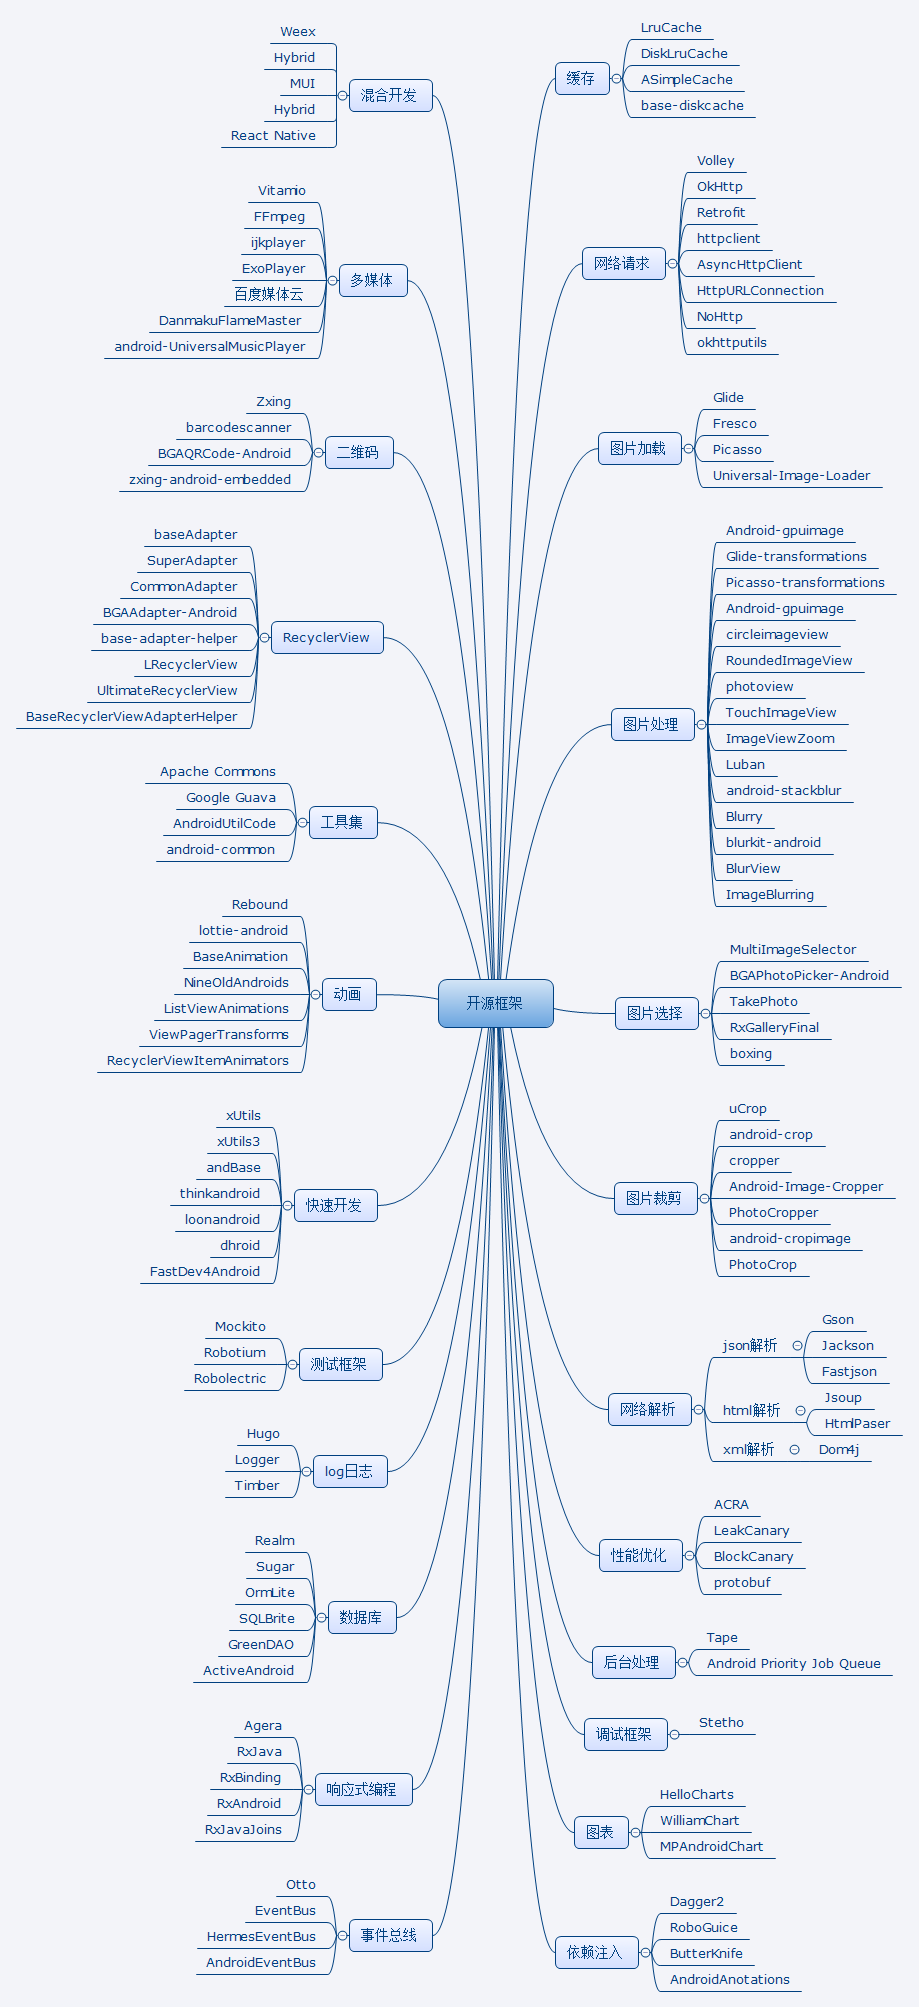 开源框架
混合开发
Weex
Hybrid
MUI
Hybrid
React Native
多媒体
Vitamio
FFmpeg
ijkplayer
ExoPlayer
百度媒体云
DanmakuFlameMaster
android-UniversalMusicPlayer
二维码
Zxing
barcodescanner
BGAQRCode-Android
zxing-android-embedded
RecyclerView
baseAdapter
SuperAdapter
CommonAdapter
BGAAdapter-Android
base-adapter-helper
LRecyclerView
UltimateRecyclerView
BaseRecyclerViewAdapterHelper
工具集
Apache Commons
Google Guava
AndroidUtilCode
android-common
动画
Rebound
lottie-android
BaseAnimation
NineOldAndroids
ListViewAnimations
ViewPagerTransforms
RecyclerViewItemAnimators
快速开发
xUtils
xUtils3
andBase
thinkandroid
loonandroid
dhroid
FastDev4Android
测试框架
Mockito
Robotium
Robolectric
log日志
Hugo
Logger
Timber
数据库
Realm
Sugar
OrmLite
SQLBrite
GreenDAO
ActiveAndroid
响应式编程
Agera
RxJava
RxBinding
RxAndroid
RxJavaJoins
事件总线
Otto
EventBus
HermesEventBus
AndroidEventBus
缓存
LruCache
DiskLruCache
ASimpleCache
base-diskcache
网络请求
Volley
OkHttp
Retrofit
httpclient
AsyncHttpClient
HttpURLConnection
NoHttp
okhttputils
图片加载
Glide
Fresco
Picasso
Universal-Image-Loader
图片处理
Android-gpuimage
Glide-transformations
Picasso-transformations
Android-gpuimage
circleimageview
RoundedImageView
photoview
TouchImageView
ImageViewZoom
Luban
android-stackblur
Blurry
blurkit-android
BlurView
ImageBlurring
图片选择
MultiImageSelector
BGAPhotoPicker-Android
TakePhoto
RxGalleryFinal
boxing
图片裁剪
uCrop
android-crop
cropper
Android-Image-Cropper
PhotoCropper
android-cropimage
PhotoCrop
网络解析
json解析
Gson
Jackson
Fastjson
html解析
Jsoup
HtmlPaser
xml解析
Dom4j
性能优化
ACRA
LeakCanary
BlockCanary
protobuf
后台处理
Tape
Android Priority Job Queue
调试框架
Stetho
图表
HelloCharts
WilliamChart
MPAndroidChart
依赖注入
Dagger2
RoboGuice
ButterKnife
AndroidAnotations